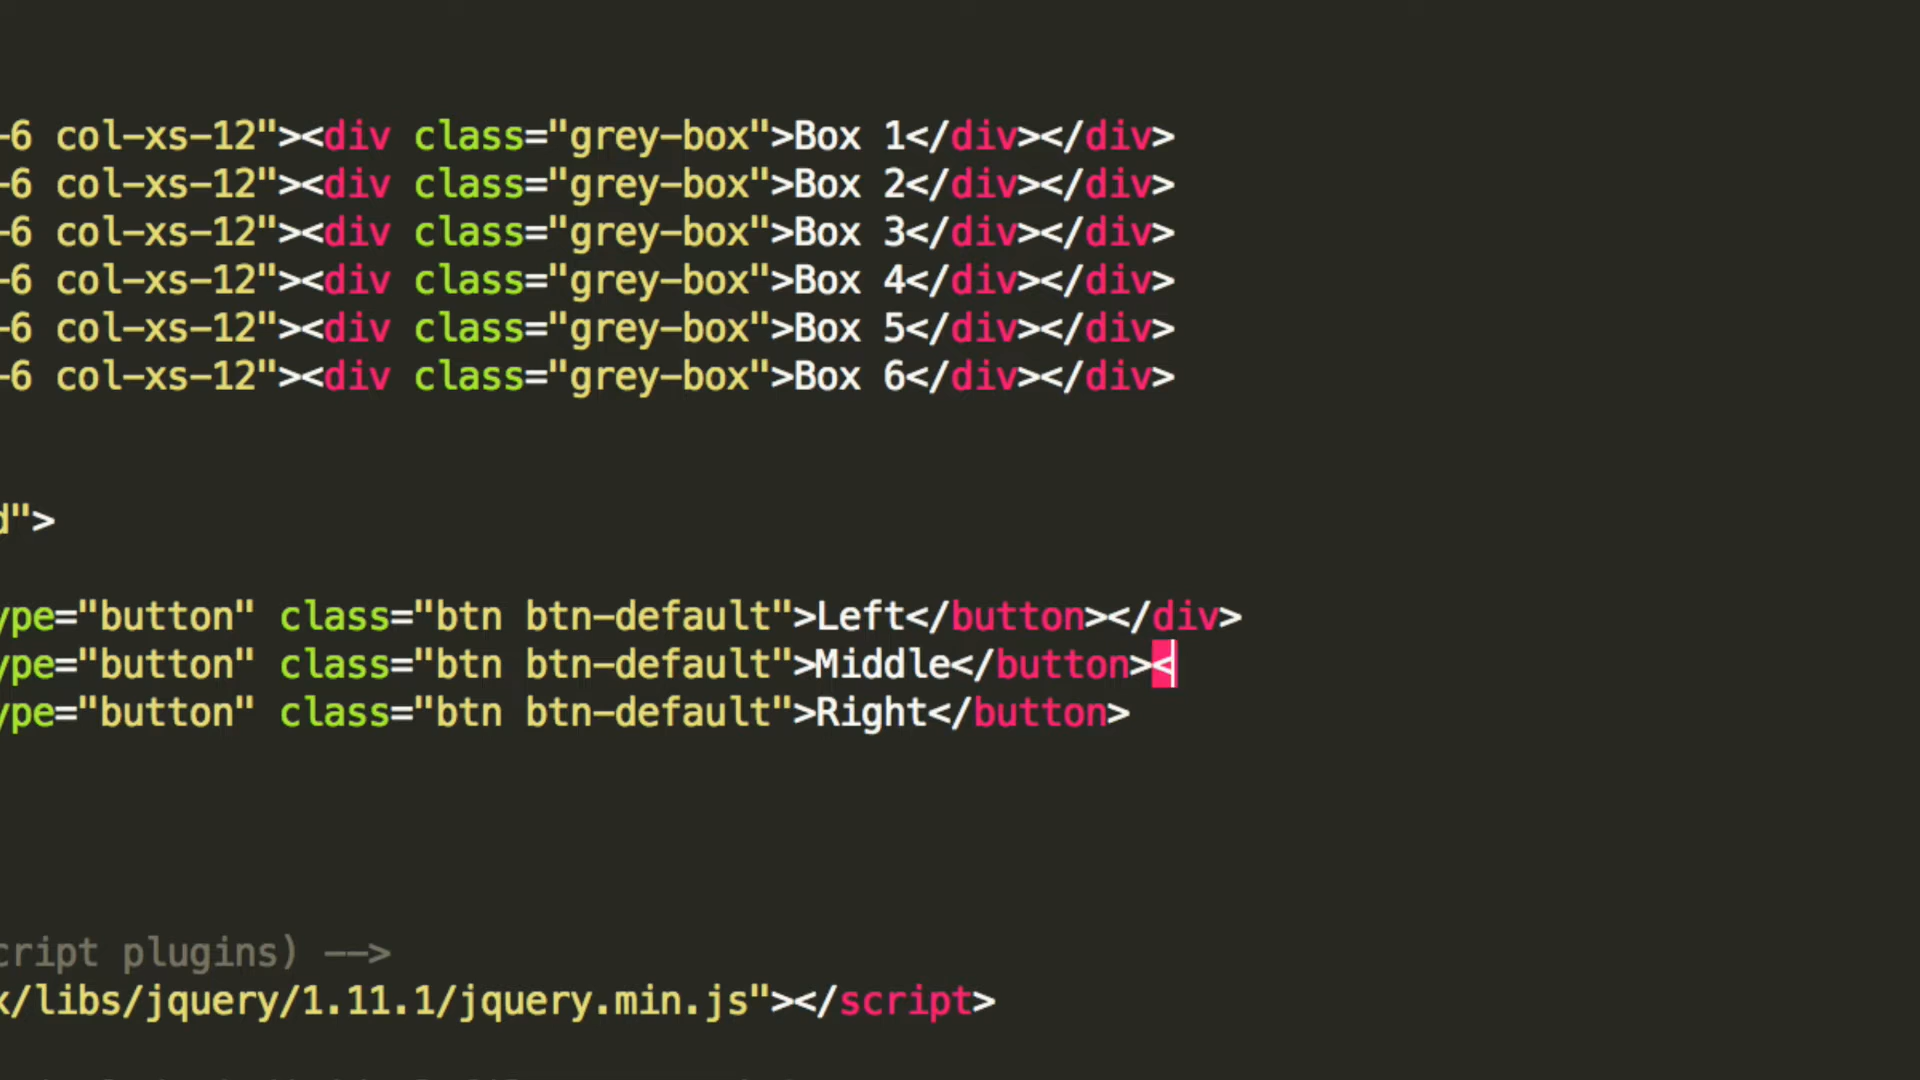 -6 col-xs-12"><div class="grey-box">Box 1</div></div>
-6 col-xs-12"><div class="grey-box">Box 2</div></div>
-6 col-xs-12"><div class="grey-box">Box 3</div></div>
-6 col-xs-12"><div class="grey-box">Box 4</div></div>
-6 col-xs-12"><div class="grey-box">Box 5</div></div>
-6 col-xs-12"><div class="grey-box">Box 6</div></div>
d">
ype="button" class="btn btn-default">Left</button></div>
ype="button" class="btn btn-default">Middle</button><
ype="button" class="btn btn-default">Right</button>
cript plugins) -->
x/libs/jquery/1.11.1/jquery.min.js"></script>